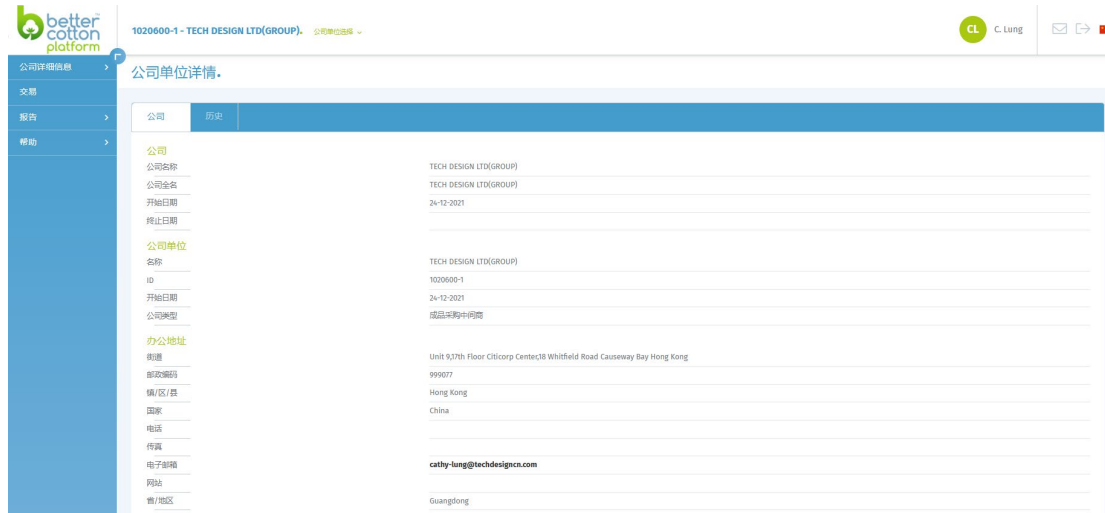 better
cotton
platform
1020600-1 - TECH DESIGN LTD(GROUP). 公司单位选择
CL C. Lung
公司详细信息
交易
报告
帮助
公司单位详情.
公司 历史
公司
公司名称 TECH DESIGN LTD(GROUP)
公司全名 TECH DESIGN LTD(GROUP)
开始日期 24-12-2021
终止日期
公司单位
名称 TECH DESIGN LTD(GROUP)
ID 1020600-1
开始日期 24-12-2021
公司类型 成品采购中间商
办公地址
街道 Unit 9,17th Floor Citicorp Center,18 Whitfield Road Causeway Bay Hong Kong
邮政编码 999077
镇/区/县 Hong Kong
国家 China
电话
传真
电子邮箱 cathy-lung@techdesigncn.com
网站
省/地区 Guangdong